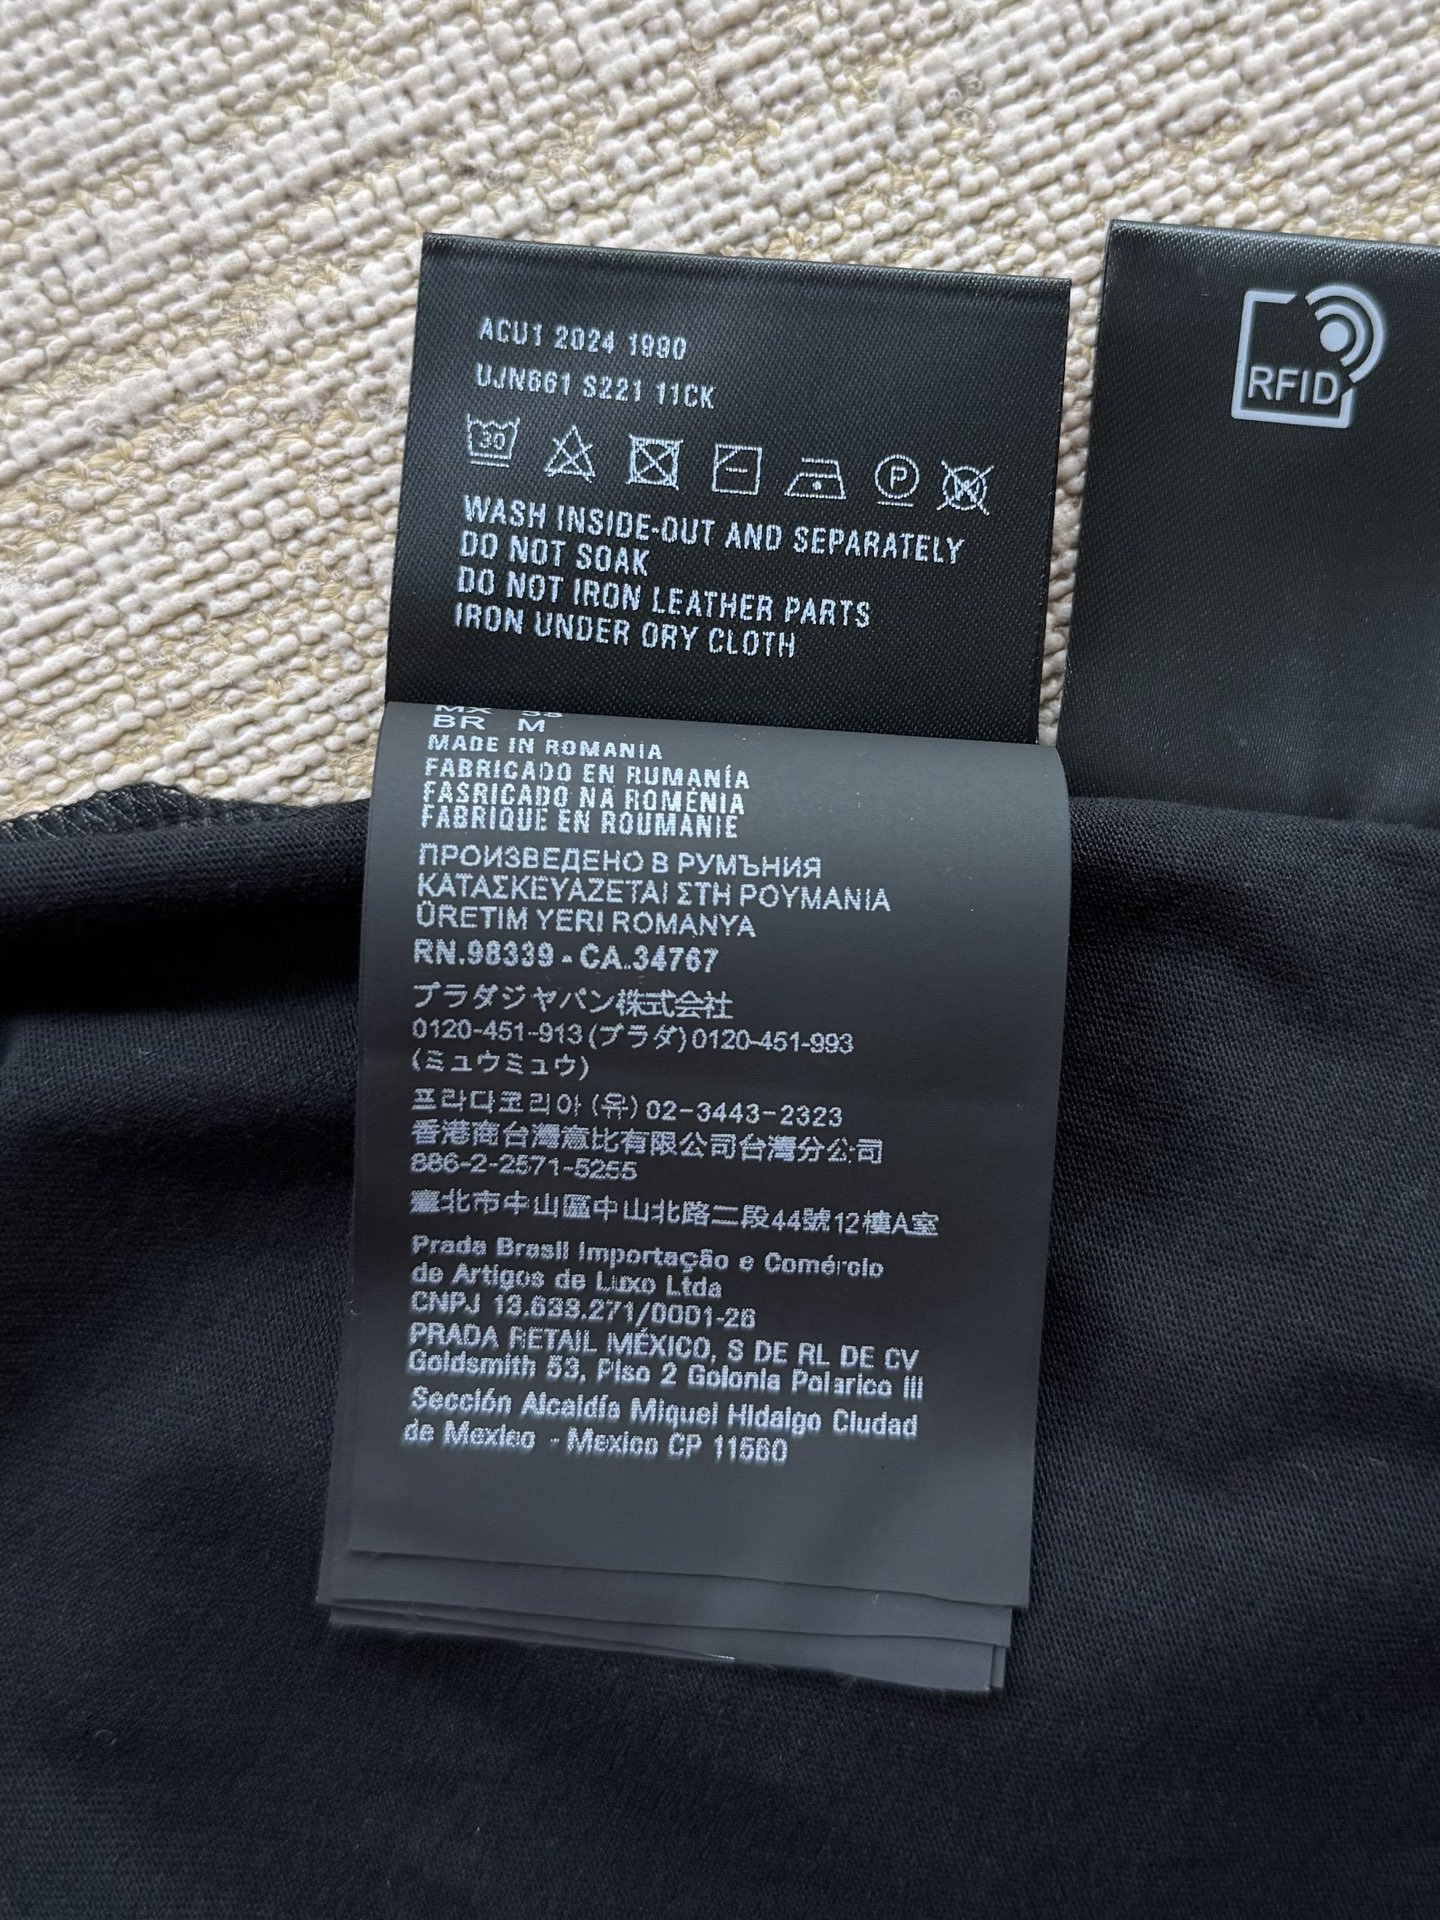 ACU1 2024 1990
UJN661 S221 11CK
30
P
WASH INSIDE-OUT AND SEPARATELY
DO NOT SOAK
DO NOT IRON LEATHER PARTS
IRON UNDER DRY CLOTH
RFID
BR M
MADE IN ROMANIA
FABRICADO EN RUMANÍA
FASRICADO NA ROMÉNIA
FABRIQUE EN ROUMANIE
ПРОИЗВЕДЕНО В РУМЪНИЯ
ΚΑΤΑΣΚΕΥΑΖΕΤΑΙ ΣΤΗ ΡΟΥΜΑΝΙΑ
ÜRETIM YERI ROMANYA
RN.98339 - CA.34767
プラダジャパン株式会社
0120-451-913(プラダ)0120-451-993
(ミュウミュウ)
프라다코리아(유)02-3443-2323
香港商台灣意比有限公司台灣分公司
886-2-2571-5255
臺北市中山區中山北路二段44號12樓A室
Prada Brasil Importação e Comércio
de Artigos de Luxo Ltda
CNPJ 13.639.271/0001-26
PRADA RETAIL MÉXICO, S DE RL DE CV
Goldsmith 53, Piso 2 Golonia Polarico III
Sección Alcaldía Miquel Hidalgo Ciudad
de Mexico - Mexico CP 11560